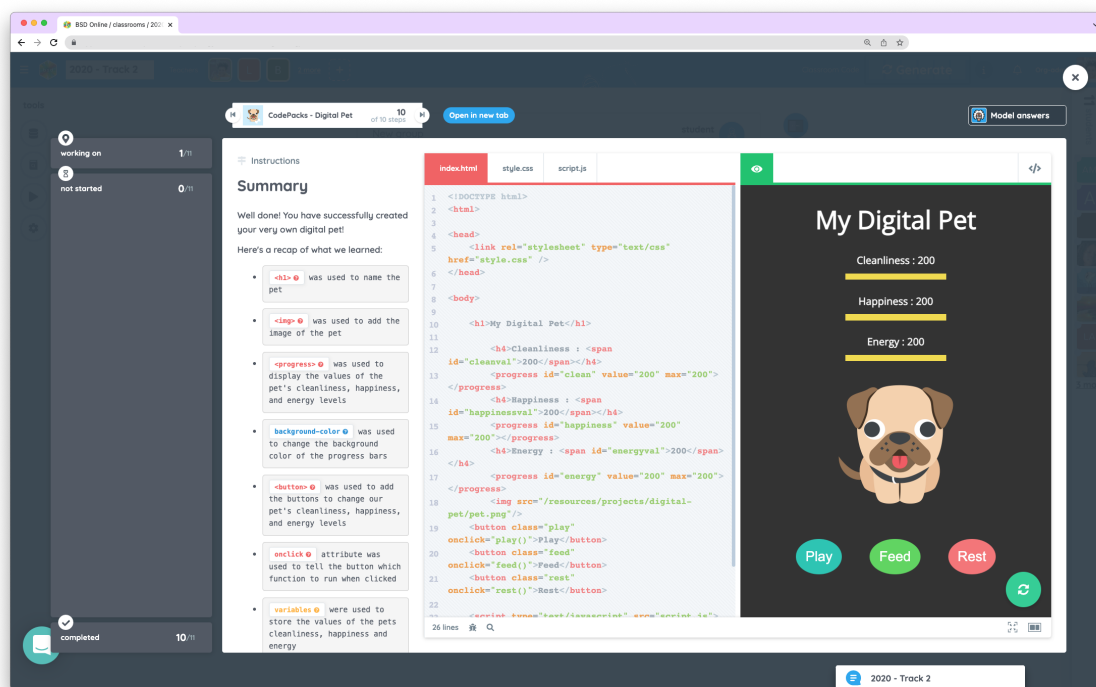 BSD Online / classrooms / 202
2020 - Track 2
CodePacks - Digital Pet
10
of 10 steps
Open in new tab
Model answers
working on
1/11
not started
0/11
completed
10/11
Instructions
Summary
Well done! You have successfully created
your very own digital pet!
Here's a recap of what we learned:
<h1> was used to name the
pet
<img> was used to add the
image of the pet
<progress> was used to
display the values of the
pet's cleanliness, happiness,
and energy levels
background-color was used
to change the background
color of the progress bars
<button> was used to add
the buttons to change our
pet's cleanliness, happiness,
and energy levels
onclick attribute was
used to tell the button which
function to run when clicked
variables were used to
store the values of the pets
cleanliness, happiness and
energy
index.html
style.css
script.js
1 <!DOCTYPE html>
2 <html>
3
4 <head>
5 <link rel="stylesheet" type="text/css"
href="style.css" />
6 </head>
7
8 <body>
9
10 <h1>My Digital Pet</h1>
11
12 <h4>Cleanliness : <span
id="cleanval">200</span></h4>
13 <progress id="clean" value="200" max="200">
</progress>
14 <h4>Happiness : <span
id="happinessval">200</span></h4>
15 <progress id="happiness" value="200"
max="200"></progress>
16 <h4>Energy : <span id="energyval">200</span>
</h4>
17 <progress id="energy" value="200" max="200">
</progress>
18 <img src="/resources/projects/digital-
pet/pet.png"/>
19 <button class="play"
onclick="play()">Play</button>
20 <button class="feed"
onclick="feed()">Feed</button>
21 <button class="rest"
onclick="rest()">Rest</button>
22
<script type="text/javascript" src="script.js">
26 lines
</>
My Digital Pet
Cleanliness : 200
Happiness : 200
Energy : 200
Play
Feed
Rest
2020 - Track 2